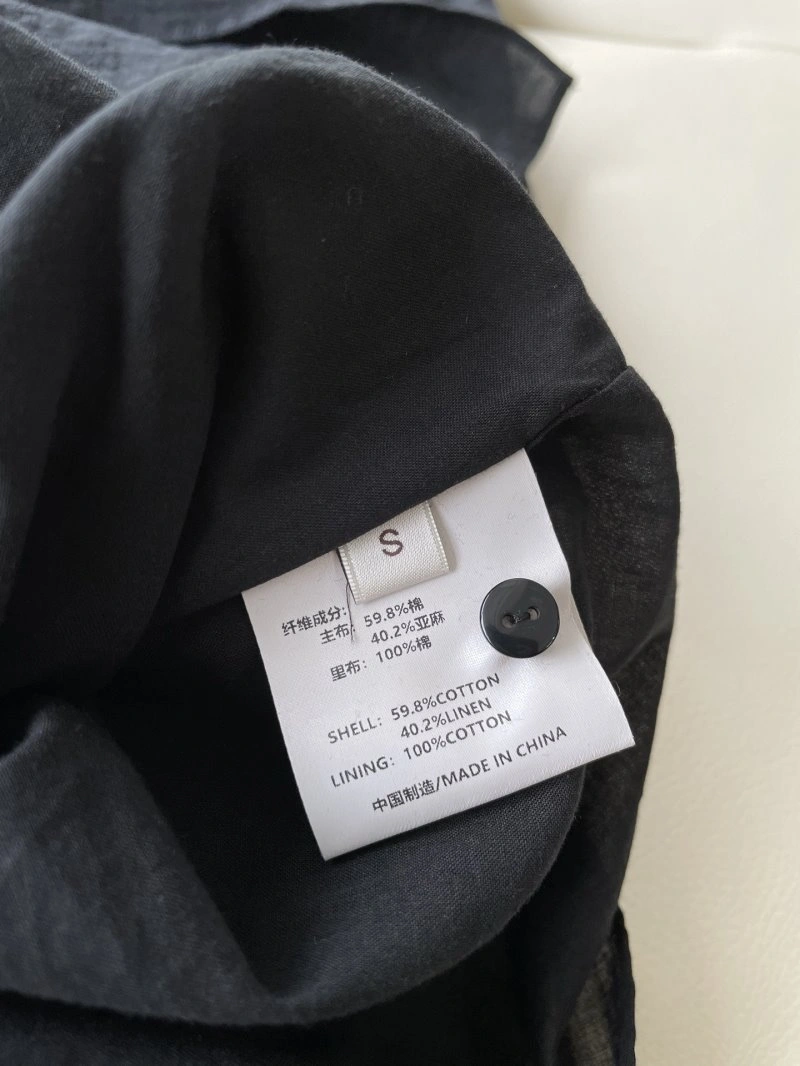 S
纤维成分:
主布: 59.8%棉
40.2%亚麻
里布: 100%棉
SHELL: 59.8%COTTON
40.2%LINEN
LINING: 100%COTTON
中国制造/MADE IN CHINA